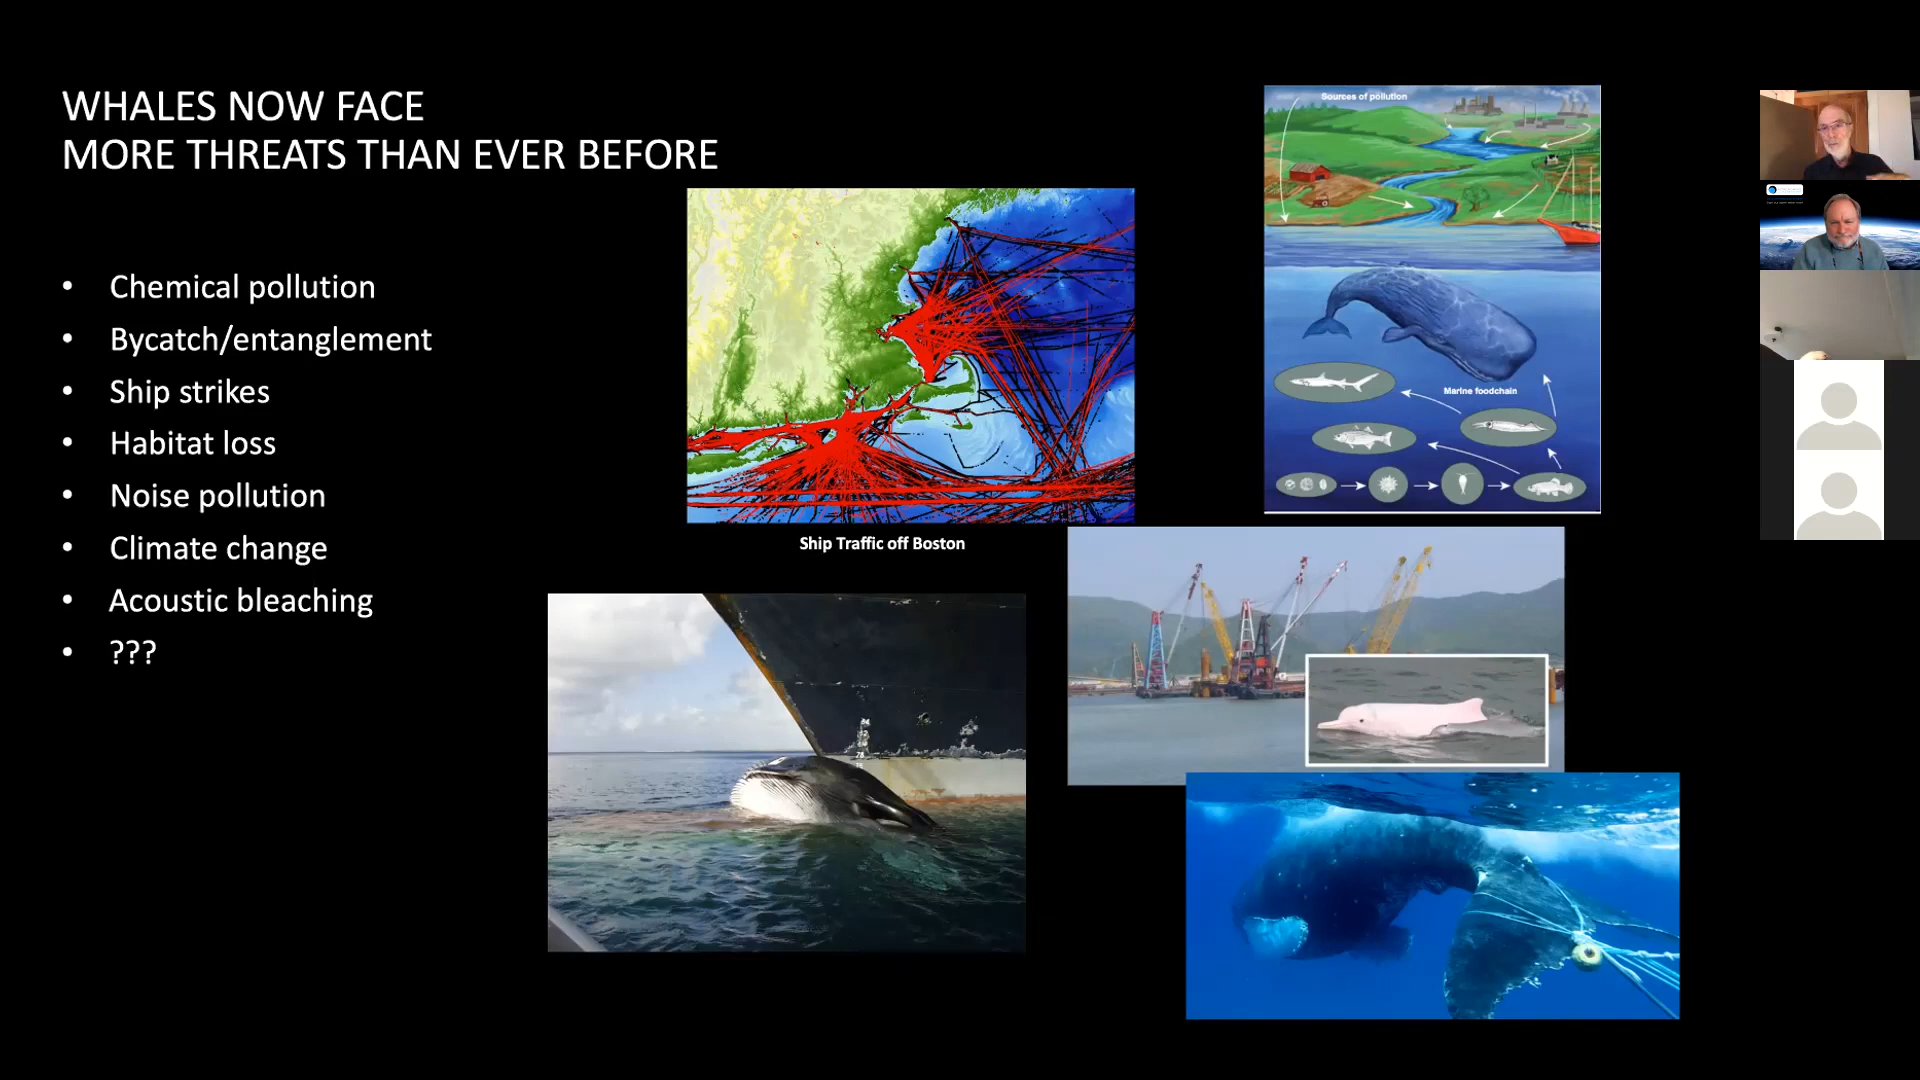 WHALES NOW FACE
MORE THREATS THAN EVER BEFORE
• Chemical pollution
• Bycatch/entanglement
• Ship strikes
• Habitat loss
• Noise pollution
• Climate change
• Acoustic bleaching
• ???
Ship Traffic off Boston
Sources of pollution
Marine foodchain